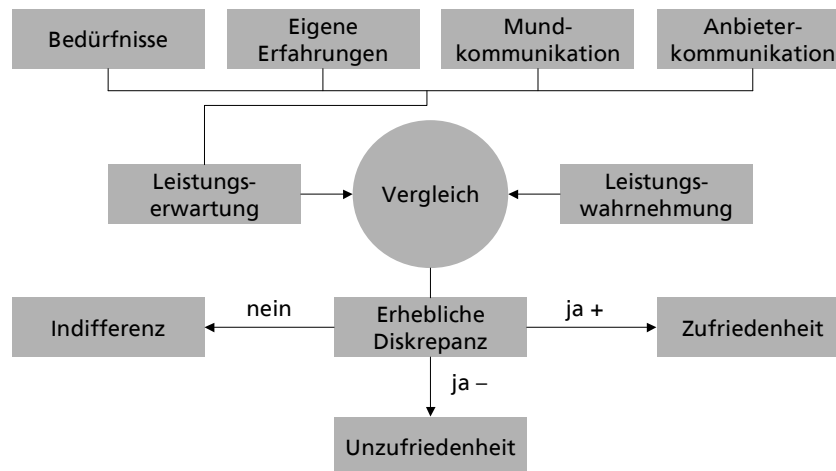 Bedürfnisse
Eigene
Erfahrungen
Mund-
kommunikation
Anbieter-
kommunikation
Leistungs-
erwartung
Vergleich
Leistungs-
wahrnehmung
Indifferenz
nein
Erhebliche
Diskrepanz
ja +
Zufriedenheit
ja –
Unzufriedenheit